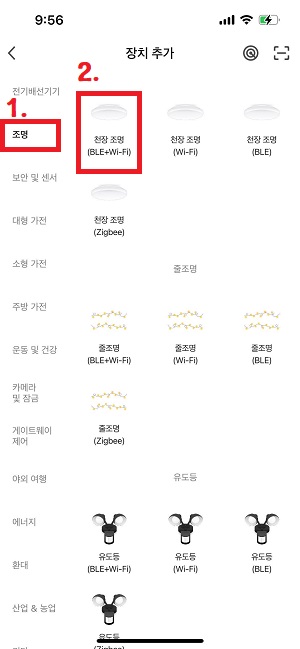 9:56
장치 추가
2.
전기배선기기
1.
조명
천장 조명
(BLE+Wi-Fi)
천장 조명
(Wi-Fi)
천장 조명
(BLE)
보안 및 센서
천장 조명
(Zigbee)
대형 가전
소형 가전
줄조명
주방 가전
줄조명
(BLE+Wi-Fi)
줄조명
(Wi-Fi)
줄조명
(BLE)
운동 및 건강
카메라
및 잠금
줄조명
(Zigbee)
게이트웨이
제어
야외 여행
유도등
에너지
유도등
(BLE+Wi-Fi)
유도등
(Wi-Fi)
유도등
(BLE)
환대
산업 & 농업
유도등